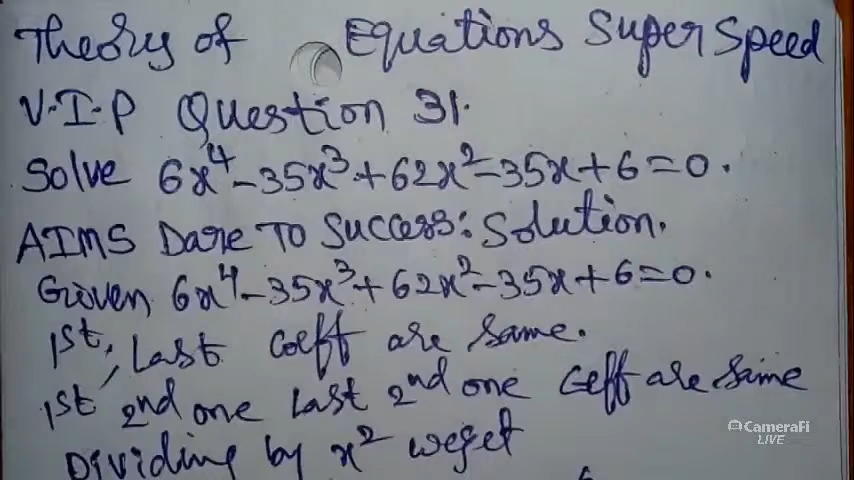 Theory of Equations Super Speed
V.I.P Question 31.
Solve 6x⁴-35x³+62x²-35x+6=0.
AIMS Dare To Success: Solution.
Given 6x⁴-35x³+62x²-35x+6=0.
1st, Last coeff are same.
1st 2nd one last 2nd one coeff are same
Dividing by x² we get
CameraFi
LIVE